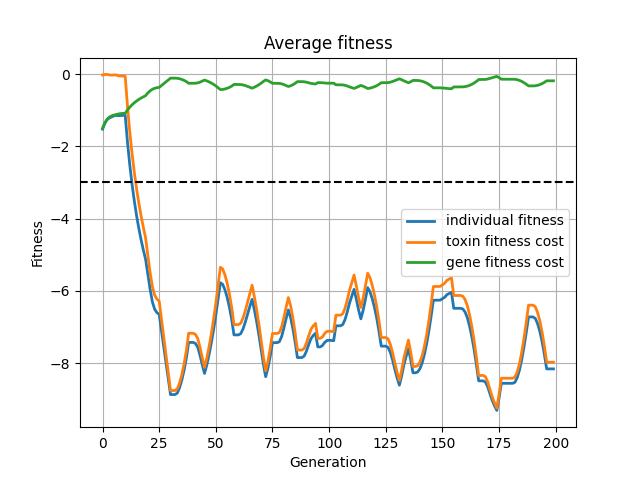 Average fitness
Fitness
0
−2
−4
−6
−8
individual fitness
toxin fitness cost
gene fitness cost
0 25 50 75 100 125 150 175 200
Generation